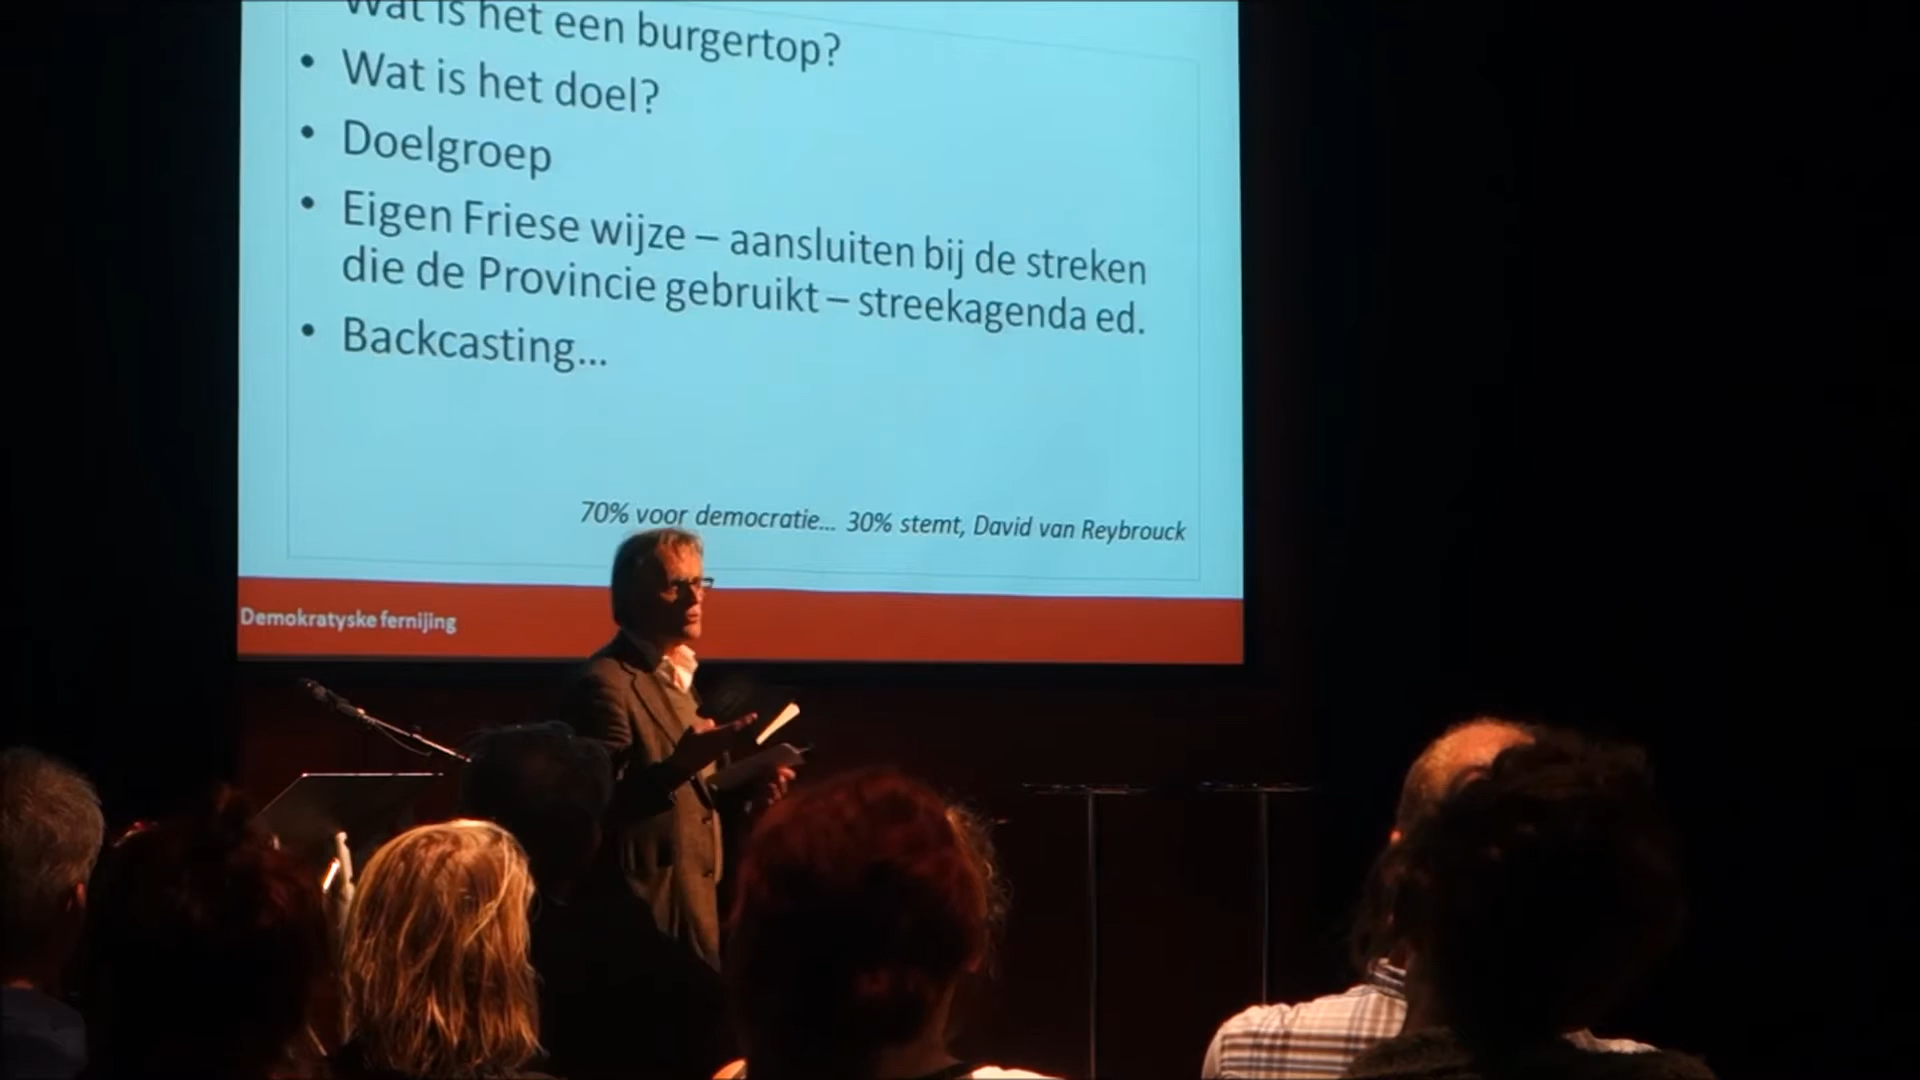 Wat is het een burgertop?
• Wat is het doel?
• Doelgroep
• Eigen Friese wijze – aansluiten bij de streken
die de Provincie gebruikt – streekagenda ed.
• Backcasting...
70% voor democratie... 30% stemt, David van Reybrouck
Demokratyske fernijing